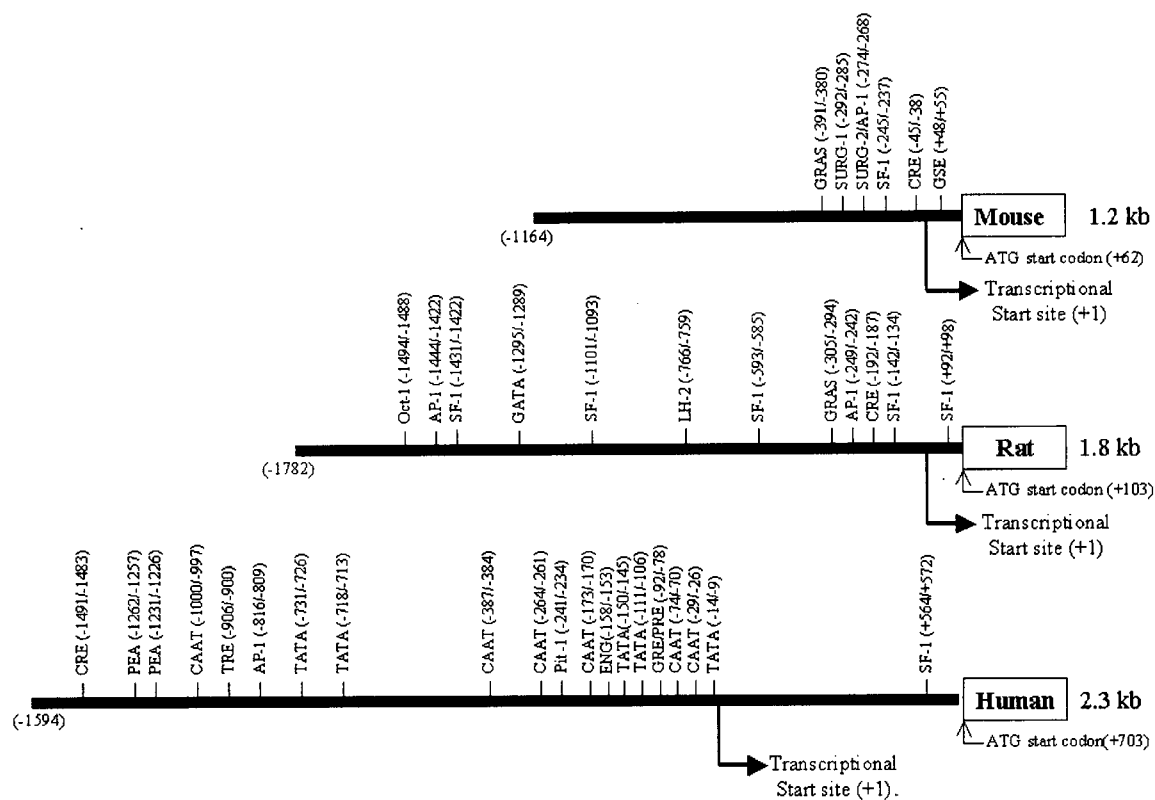 GRAS (-391/-380)
SURG-1 (-292/-285)
SURG-2/AP-1 (-274/-268)
SF-1 (-245/-237)
CRE (-45/-38)
GSE (+48/+55)
Mouse
1.2 kb
(-1164)
ATG start codon (+62)
Transcriptional
Start site (+1)
Oct-1 (-1494/-1488)
AP-1 (-1444/-1422)
SF-1 (-1431/-1422)
GATA (-1295/-1289)
SF-1 (-1101/-1093)
LH-2 (-766/-759)
SF-1 (-593/-585)
GRAS (-305/-294)
AP-1 (-249/-242)
CRE (-192/-187)
SF-1 (-142/-134)
SF-1 (+92/+98)
Rat
1.8 kb
(-1782)
ATG start codon (+103)
Transcriptional
Start site (+1)
CRE (-1491/-1483)
PEA (-1262/-1257)
PEA (-1231/-1226)
CAAT (-1000/-997)
TRE (-906/-900)
AP-1 (-816/-809)
TATA (-731/-726)
TATA (-718/-713)
CAAT (-387/-384)
CAAT (-264/-261)
Pit-1 (-241/-234)
CAAT (-173/-170)
ENG(-158/-153)
TATA(-150/-145)
TATA (-111/-106)
GRE/PRE (-92/-78)
CAAT (-74/-70)
CAAT (-29/-26)
TATA (-14/-9)
SF-1 (+564/+572)
Human
2.3 kb
(-1594)
ATG start codon(+703)
Transcriptional
Start site (+1).